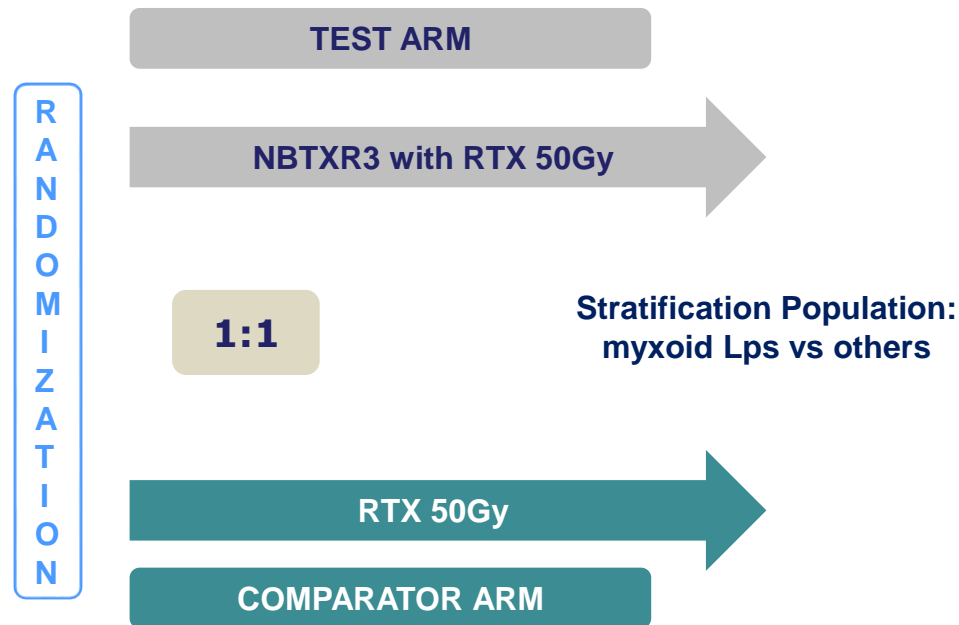 TEST ARM
RANDOMIZATION
NBTXR3 with RTX 50Gy
1:1
Stratification Population:
myxoid Lps vs others
RTX 50Gy
COMPARATOR ARM